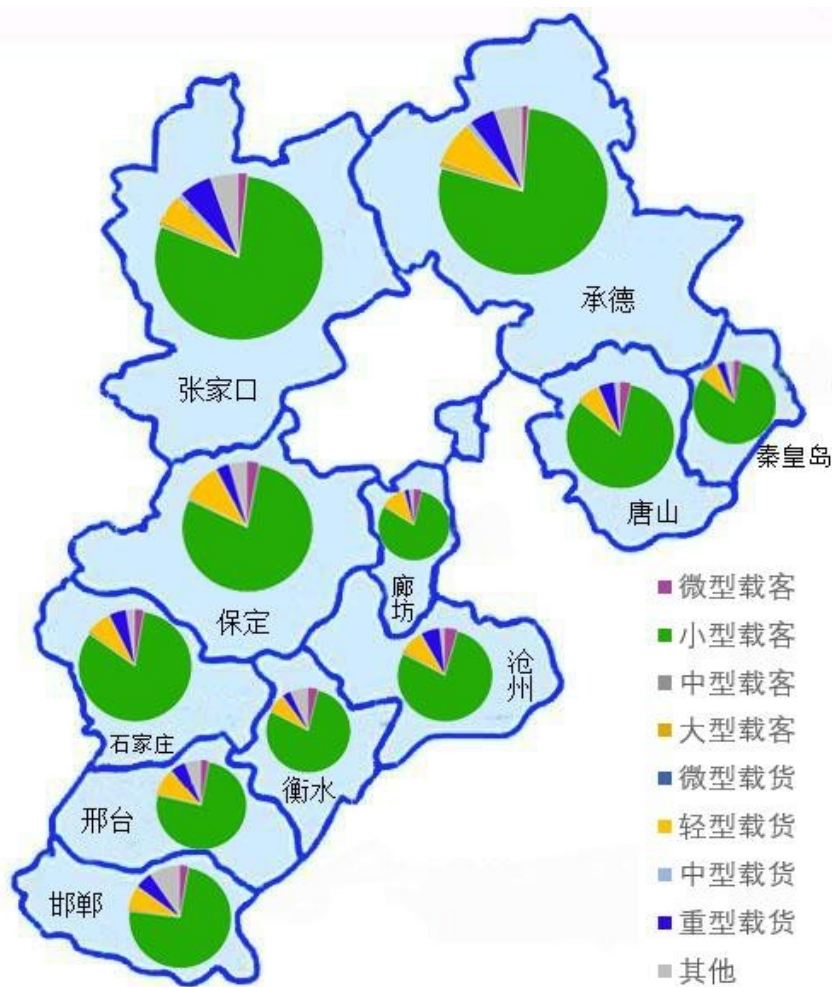 承德
张家口
秦皇岛
唐山
保定
廊坊
沧州
石家庄
衡水
邢台
邯郸
微型载客
小型载客
中型载客
大型载客
微型载货
轻型载货
中型载货
重型载货
其他